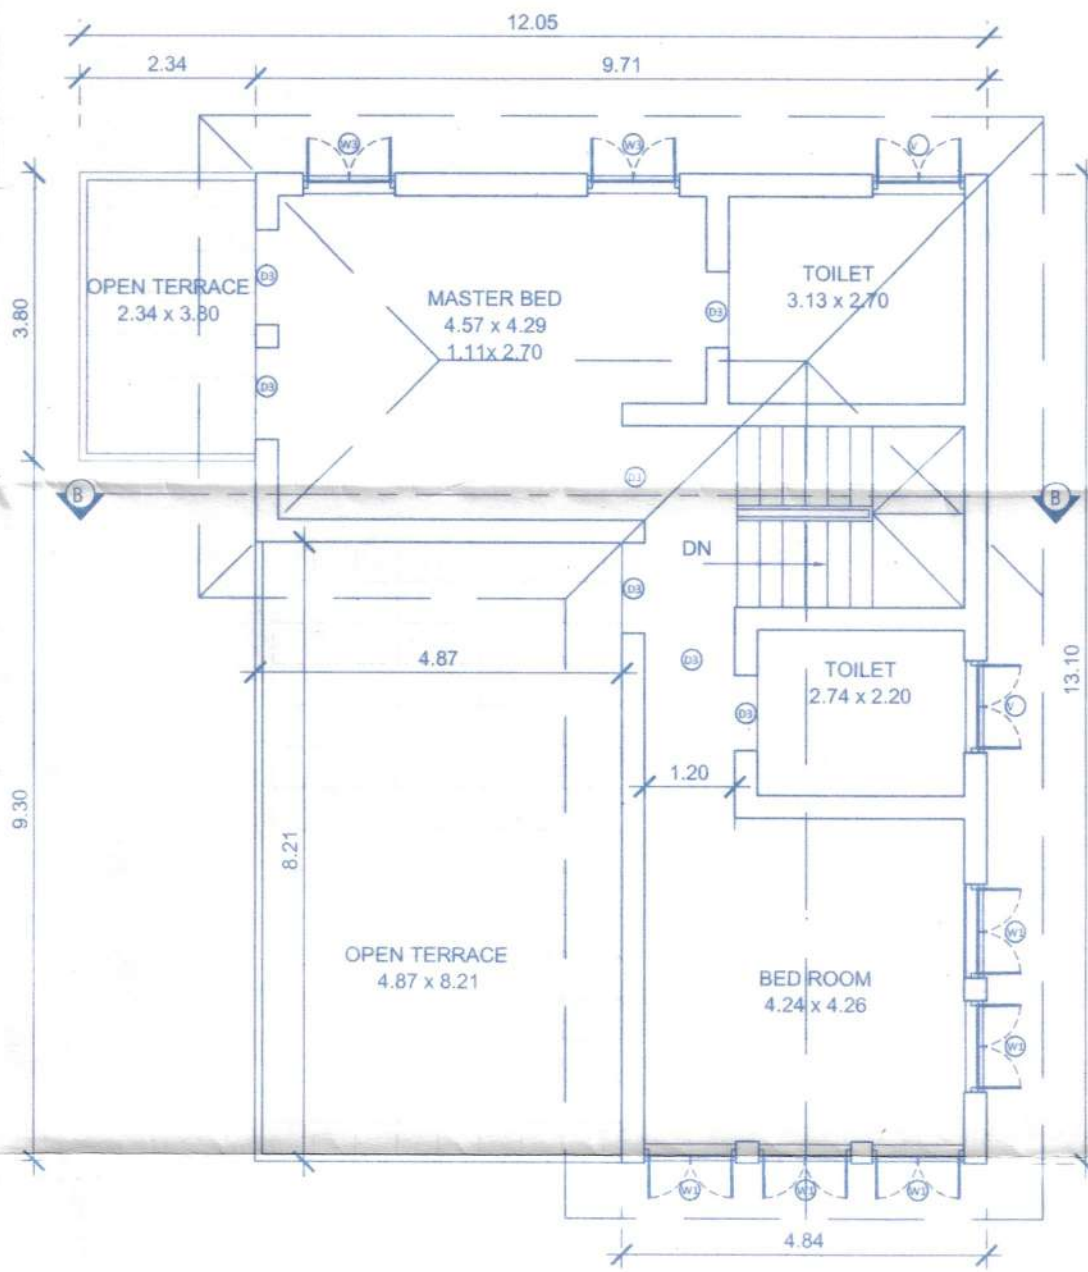 12.05
2.34
9.71
W3
W3
V
OPEN TERRACE
2.34 x 3.80
3.80
D3
D3
MASTER BED
4.57 x 4.29
1.11x 2.70
D3
TOILET
3.13 x 2.70
B
D3
B
DN
D3
4.87
D3
TOILET
2.74 x 2.20
D3
V
13.10
1.20
9.30
8.21
OPEN TERRACE
4.87 x 8.21
W1
BED ROOM
4.24 x 4.26
W1
W1
W1
W1
4.84